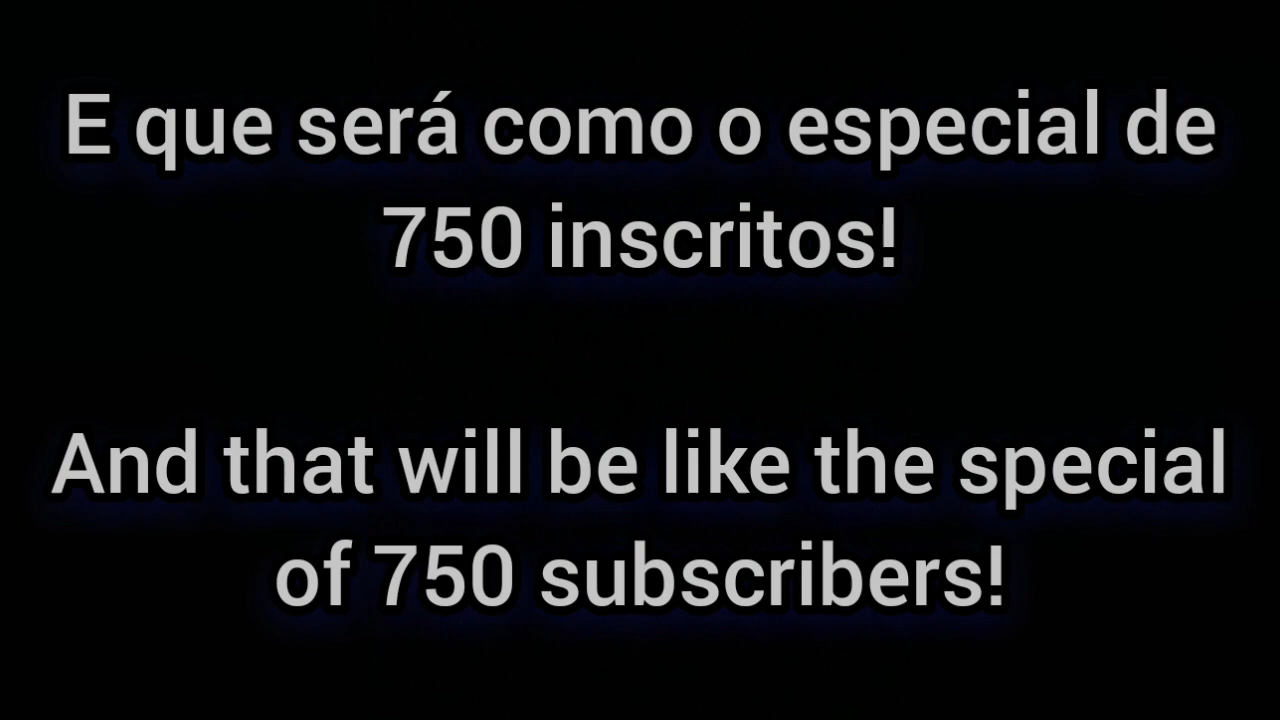 E que será como o especial de
750 inscritos!
And that will be like the special
of 750 subscribers!